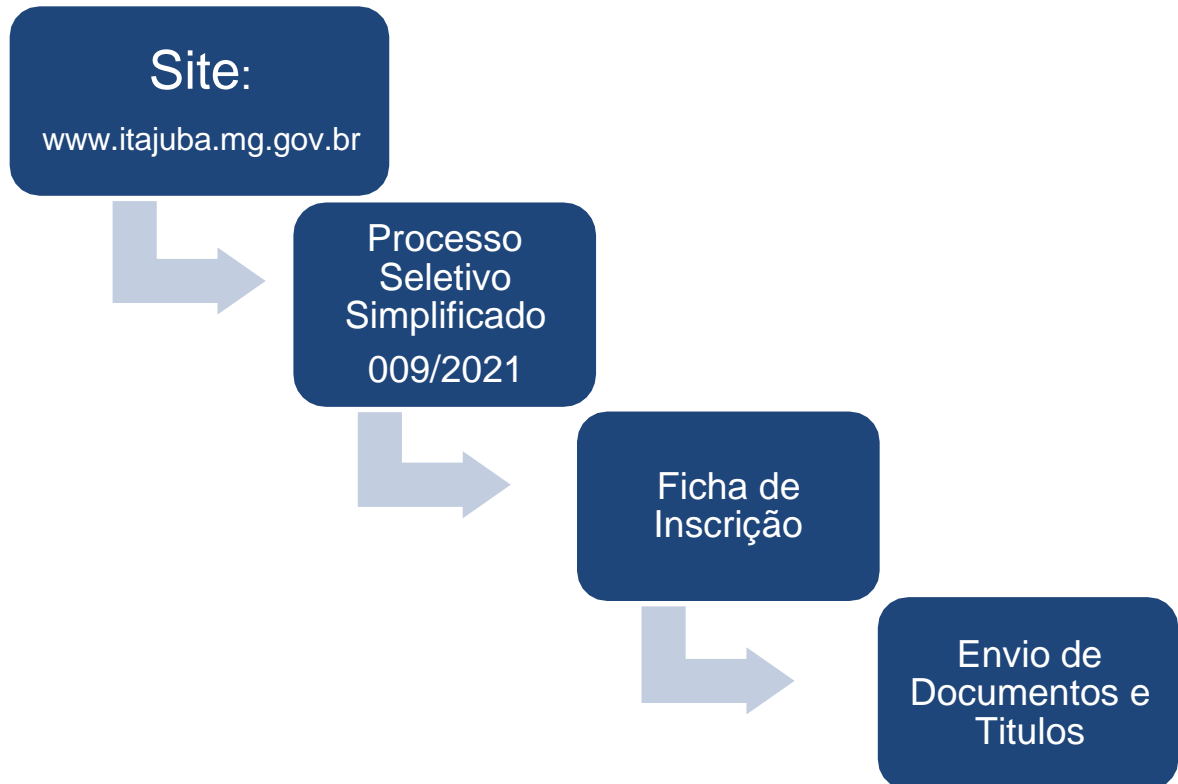 Site:
www.itajuba.mg.gov.br
Processo
Seletivo
Simplificado
009/2021
Ficha de
Inscrição
Envio de
Documentos e
Titulos